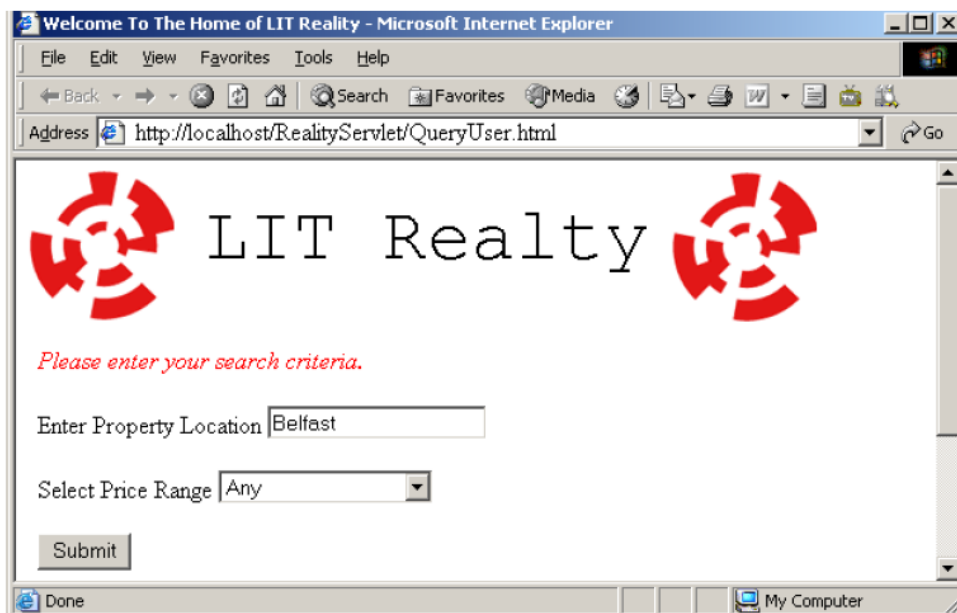 Welcome To The Home of LIT Reality - Microsoft Internet Explorer
File Edit View Favorites Tools Help
Back Search Favorites Media
Address http://localhost/RealityServlet/QueryUser.html Go
LIT Realty
Please enter your search criteria.
Enter Property Location Belfast
Select Price Range Any
Submit
Done My Computer